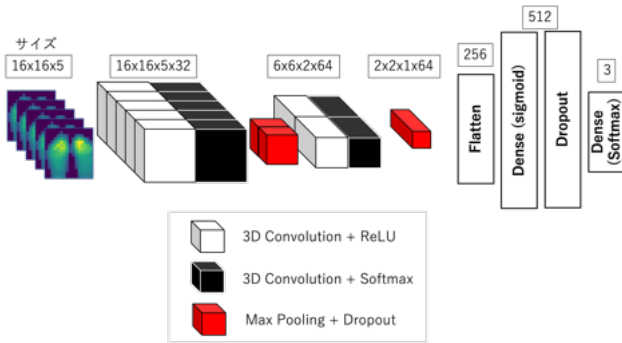 サイズ
16x16x5
16x16x5x32
6x6x2x64
2x2x1x64
256
512
3
Flatten
Dense (sigmoid)
Dropout
Dense
(Softmax)
3D Convolution + ReLU
3D Convolution + Softmax
Max Pooling + Dropout